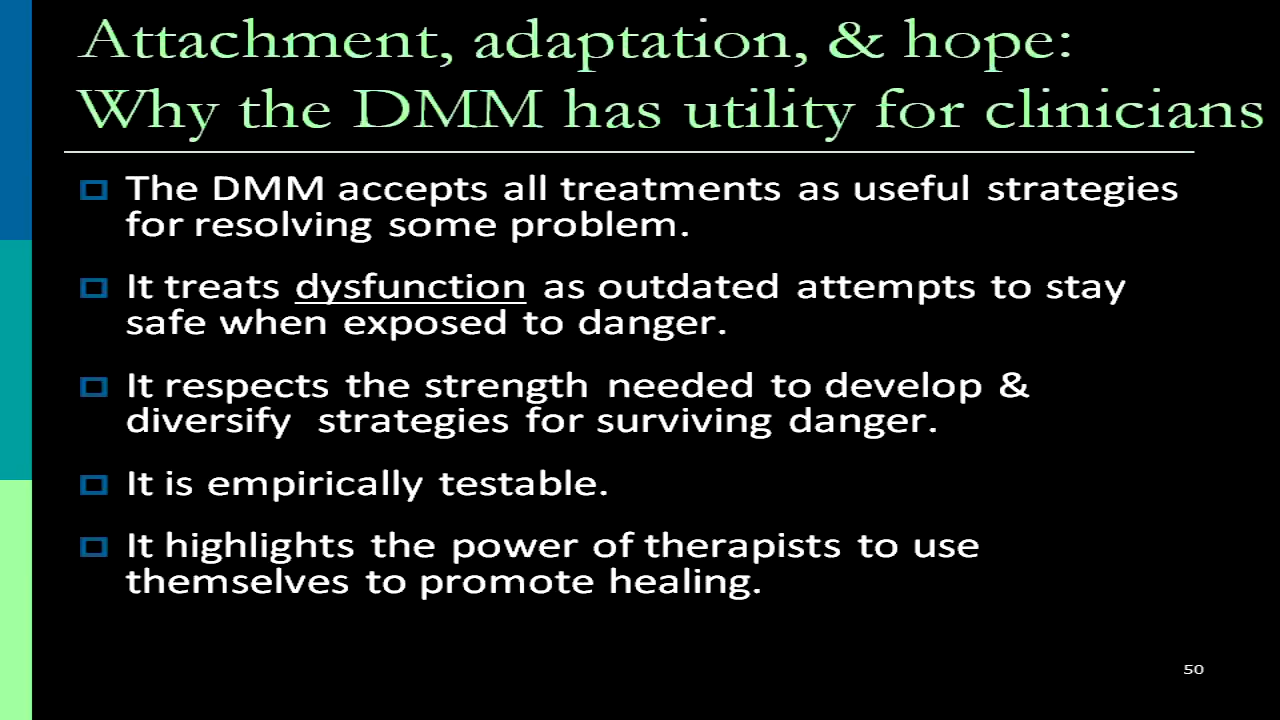 Attachment, adaptation, & hope:
Why the DMM has utility for clinicians
The DMM accepts all treatments as useful strategies
for resolving some problem.
It treats dysfunction as outdated attempts to stay
safe when exposed to danger.
It respects the strength needed to develop &
diversify strategies for surviving danger.
It is empirically testable.
It highlights the power of therapists to use
themselves to promote healing.
50